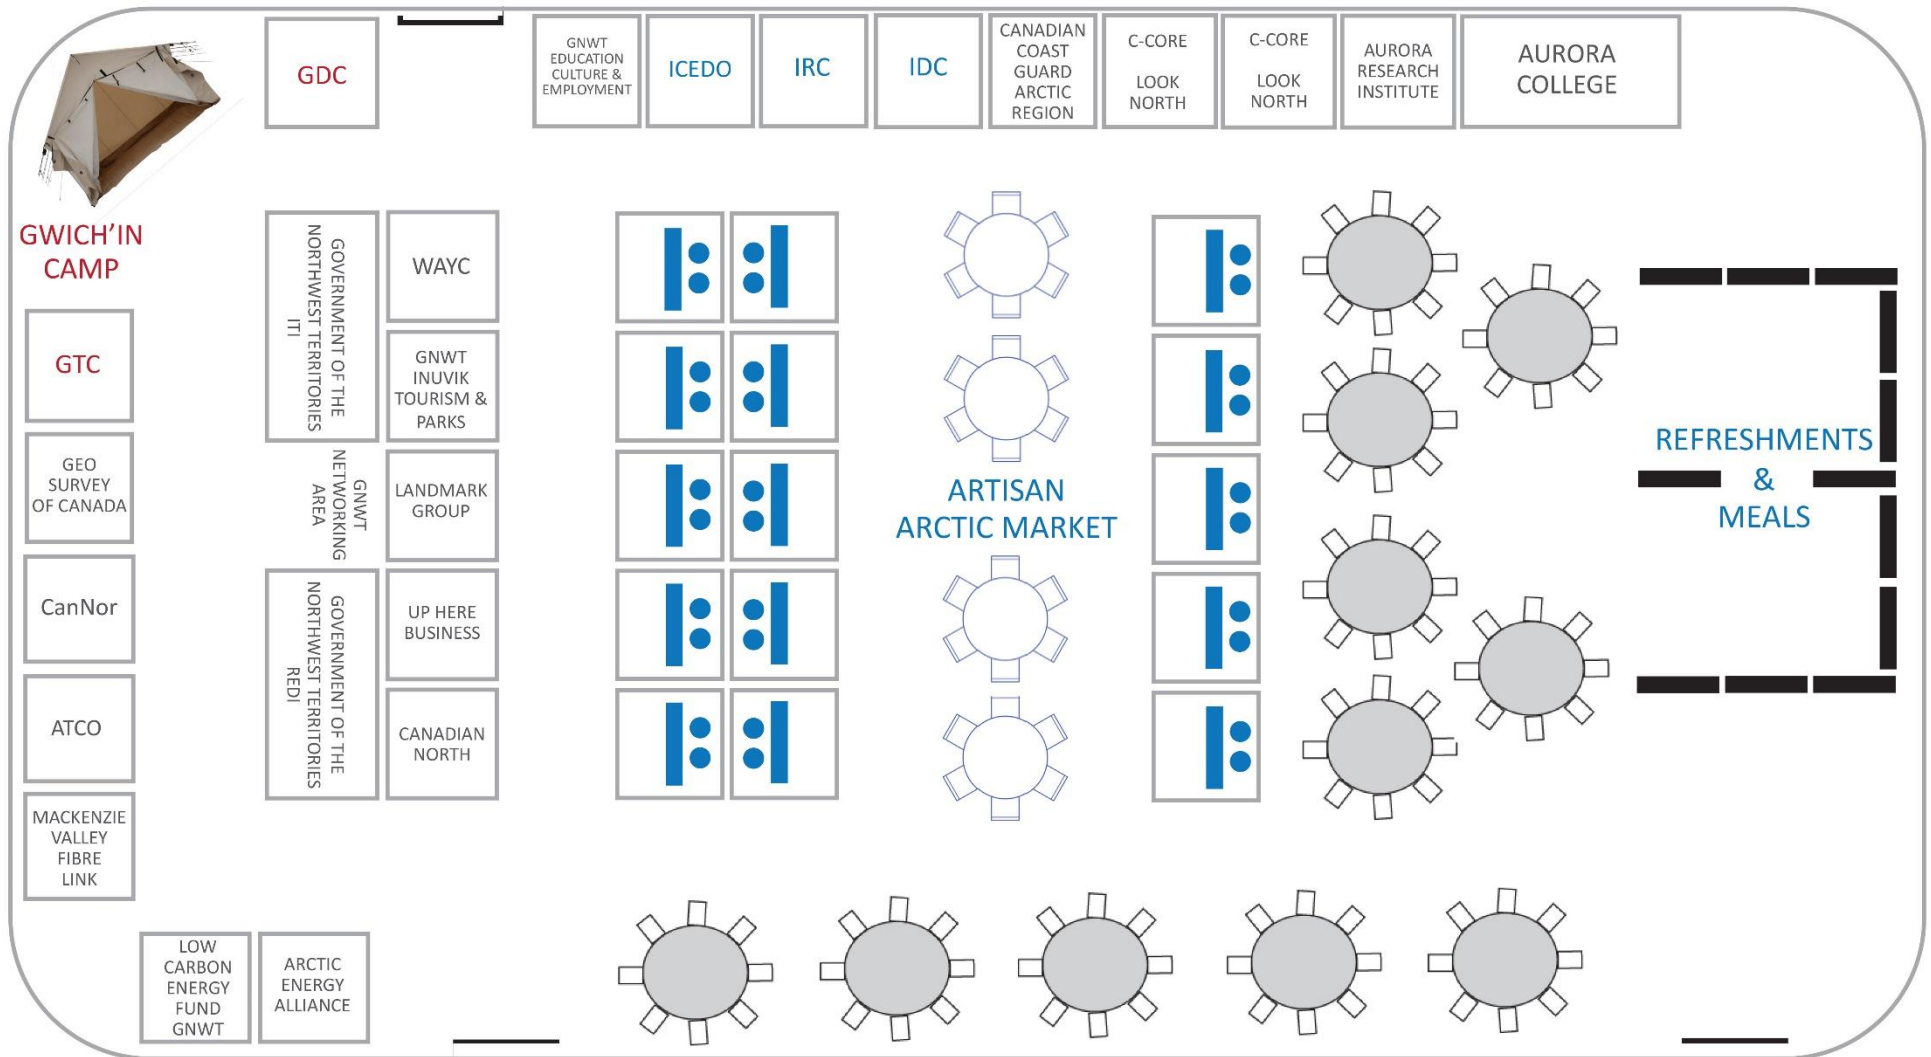 GDC
GNWT
EDUCATION
CULTURE &
EMPLOYMENT
ICEDO
IRC
IDC
CANADIAN
COAST
GUARD
ARCTIC
REGION
C-CORE
LOOK
NORTH
C-CORE
LOOK
NORTH
AURORA
RESEARCH
INSTITUTE
AURORA
COLLEGE
GWICH'IN
CAMP
GTC
GEO
SURVEY
OF CANADA
CanNor
ATCO
MACKENZIE
VALLEY
FIBRE
LINK
LOW
CARBON
ENERGY
FUND
GNWT
ARCTIC
ENERGY
ALLIANCE
GOVERNMENT OF THE
NORTHWEST TERRITORIES
ITI
GNWT
NETWORKING
AREA
GOVERNMENT OF THE
NORTHWEST TERRITORIES
REDI
WAYC
GNWT
INUVIK
TOURISM &
PARKS
LANDMARK
GROUP
UP HERE
BUSINESS
CANADIAN
NORTH
ARTISAN
ARCTIC MARKET
REFRESHMENTS
&
MEALS